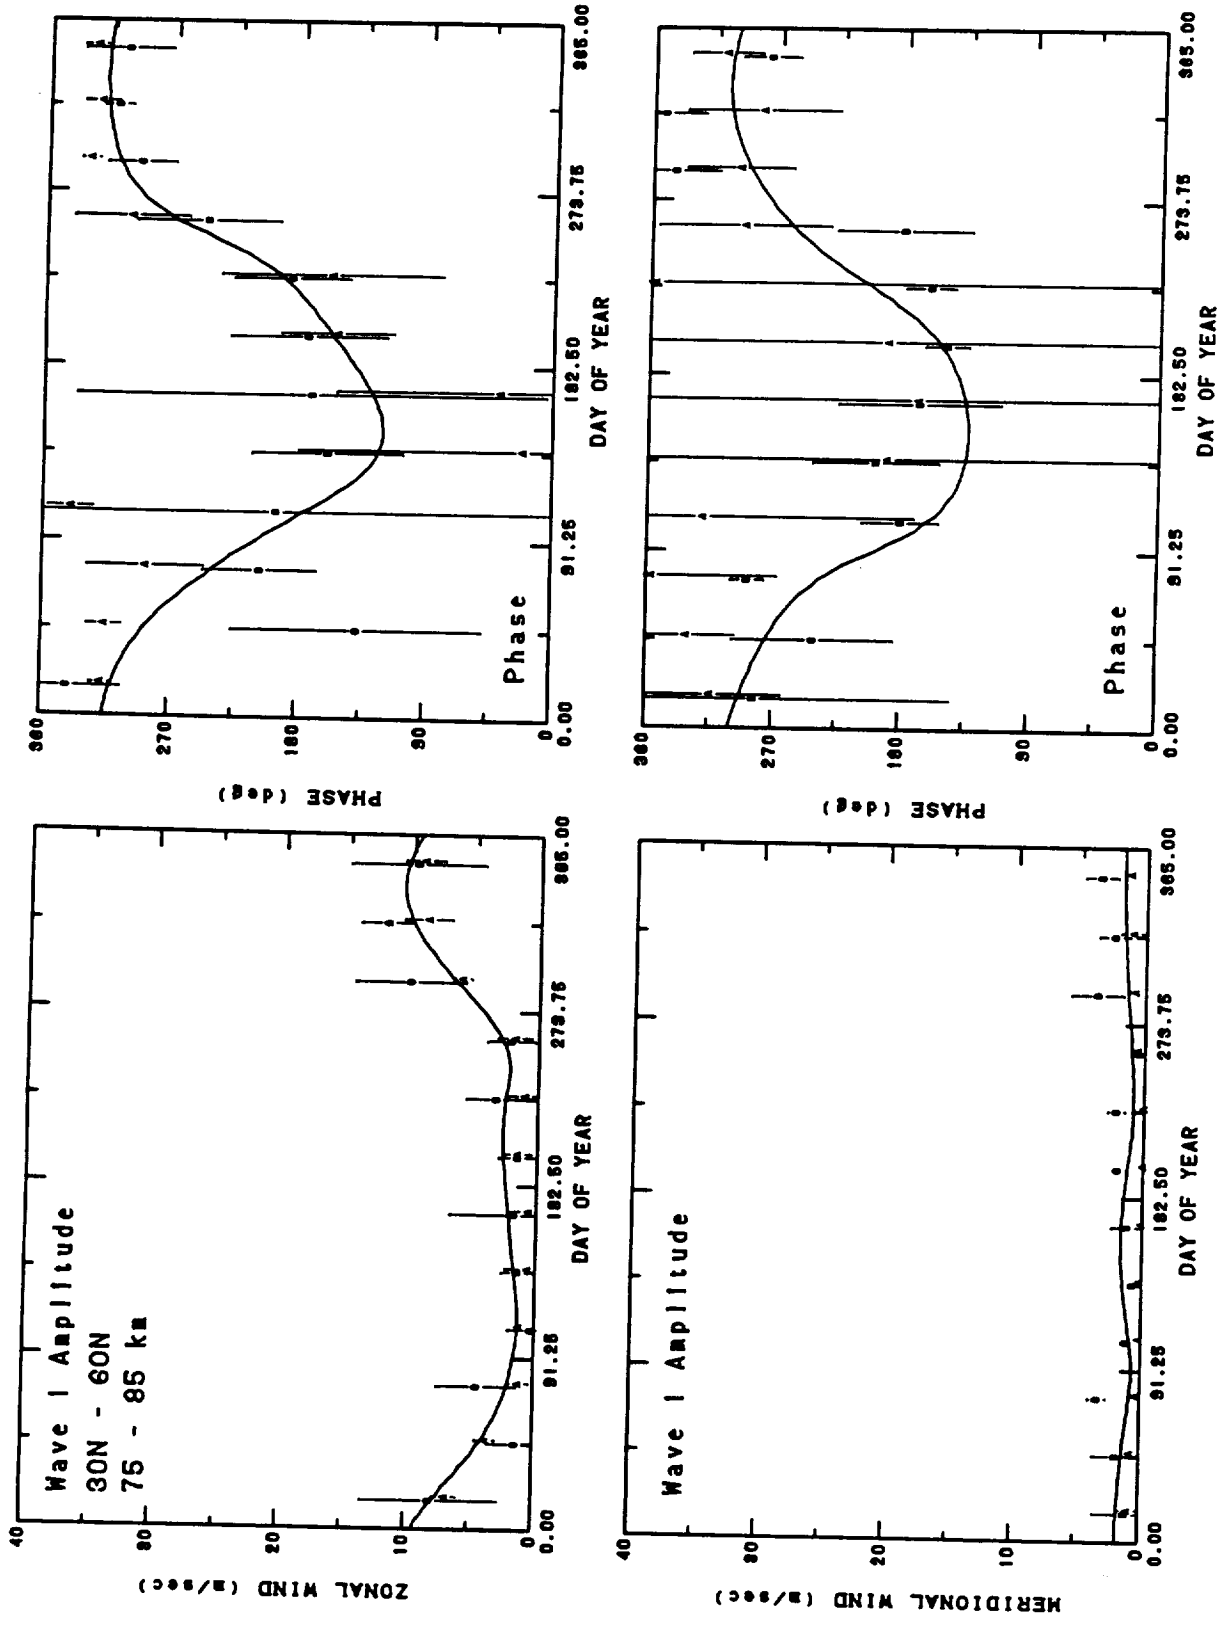 Wave 1 Amplitude
30N - 60N
75 - 85 km
ZONAL WIND (m/sec)
40
30
20
10
0
0.00
91.25
182.50
273.75
365.00
DAY OF YEAR
Phase
PHASE (deg)
360
270
180
90
0
0.00
91.25
182.50
273.75
365.00
DAY OF YEAR
Wave 1 Amplitude
MERIDIONAL WIND (m/sec)
40
30
20
10
0
0.00
91.25
182.50
273.75
365.00
DAY OF YEAR
Phase
PHASE (deg)
360
270
180
90
0
0.00
91.25
182.50
273.75
365.00
DAY OF YEAR